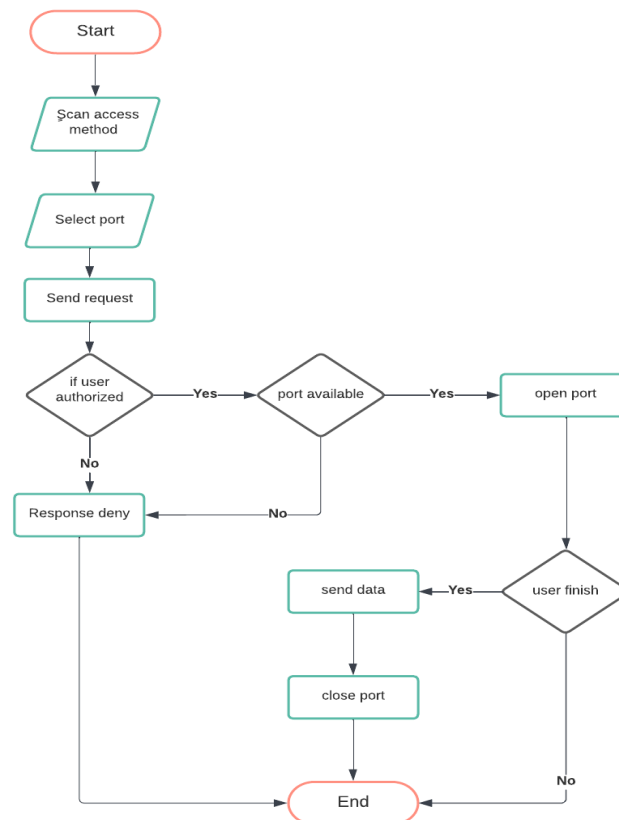 Start
Şcan access
method
Select port
Send request
if user
authorized
Yes
port available
Yes
open port
No
Response deny
No
send data
Yes
user finish
close port
No
End